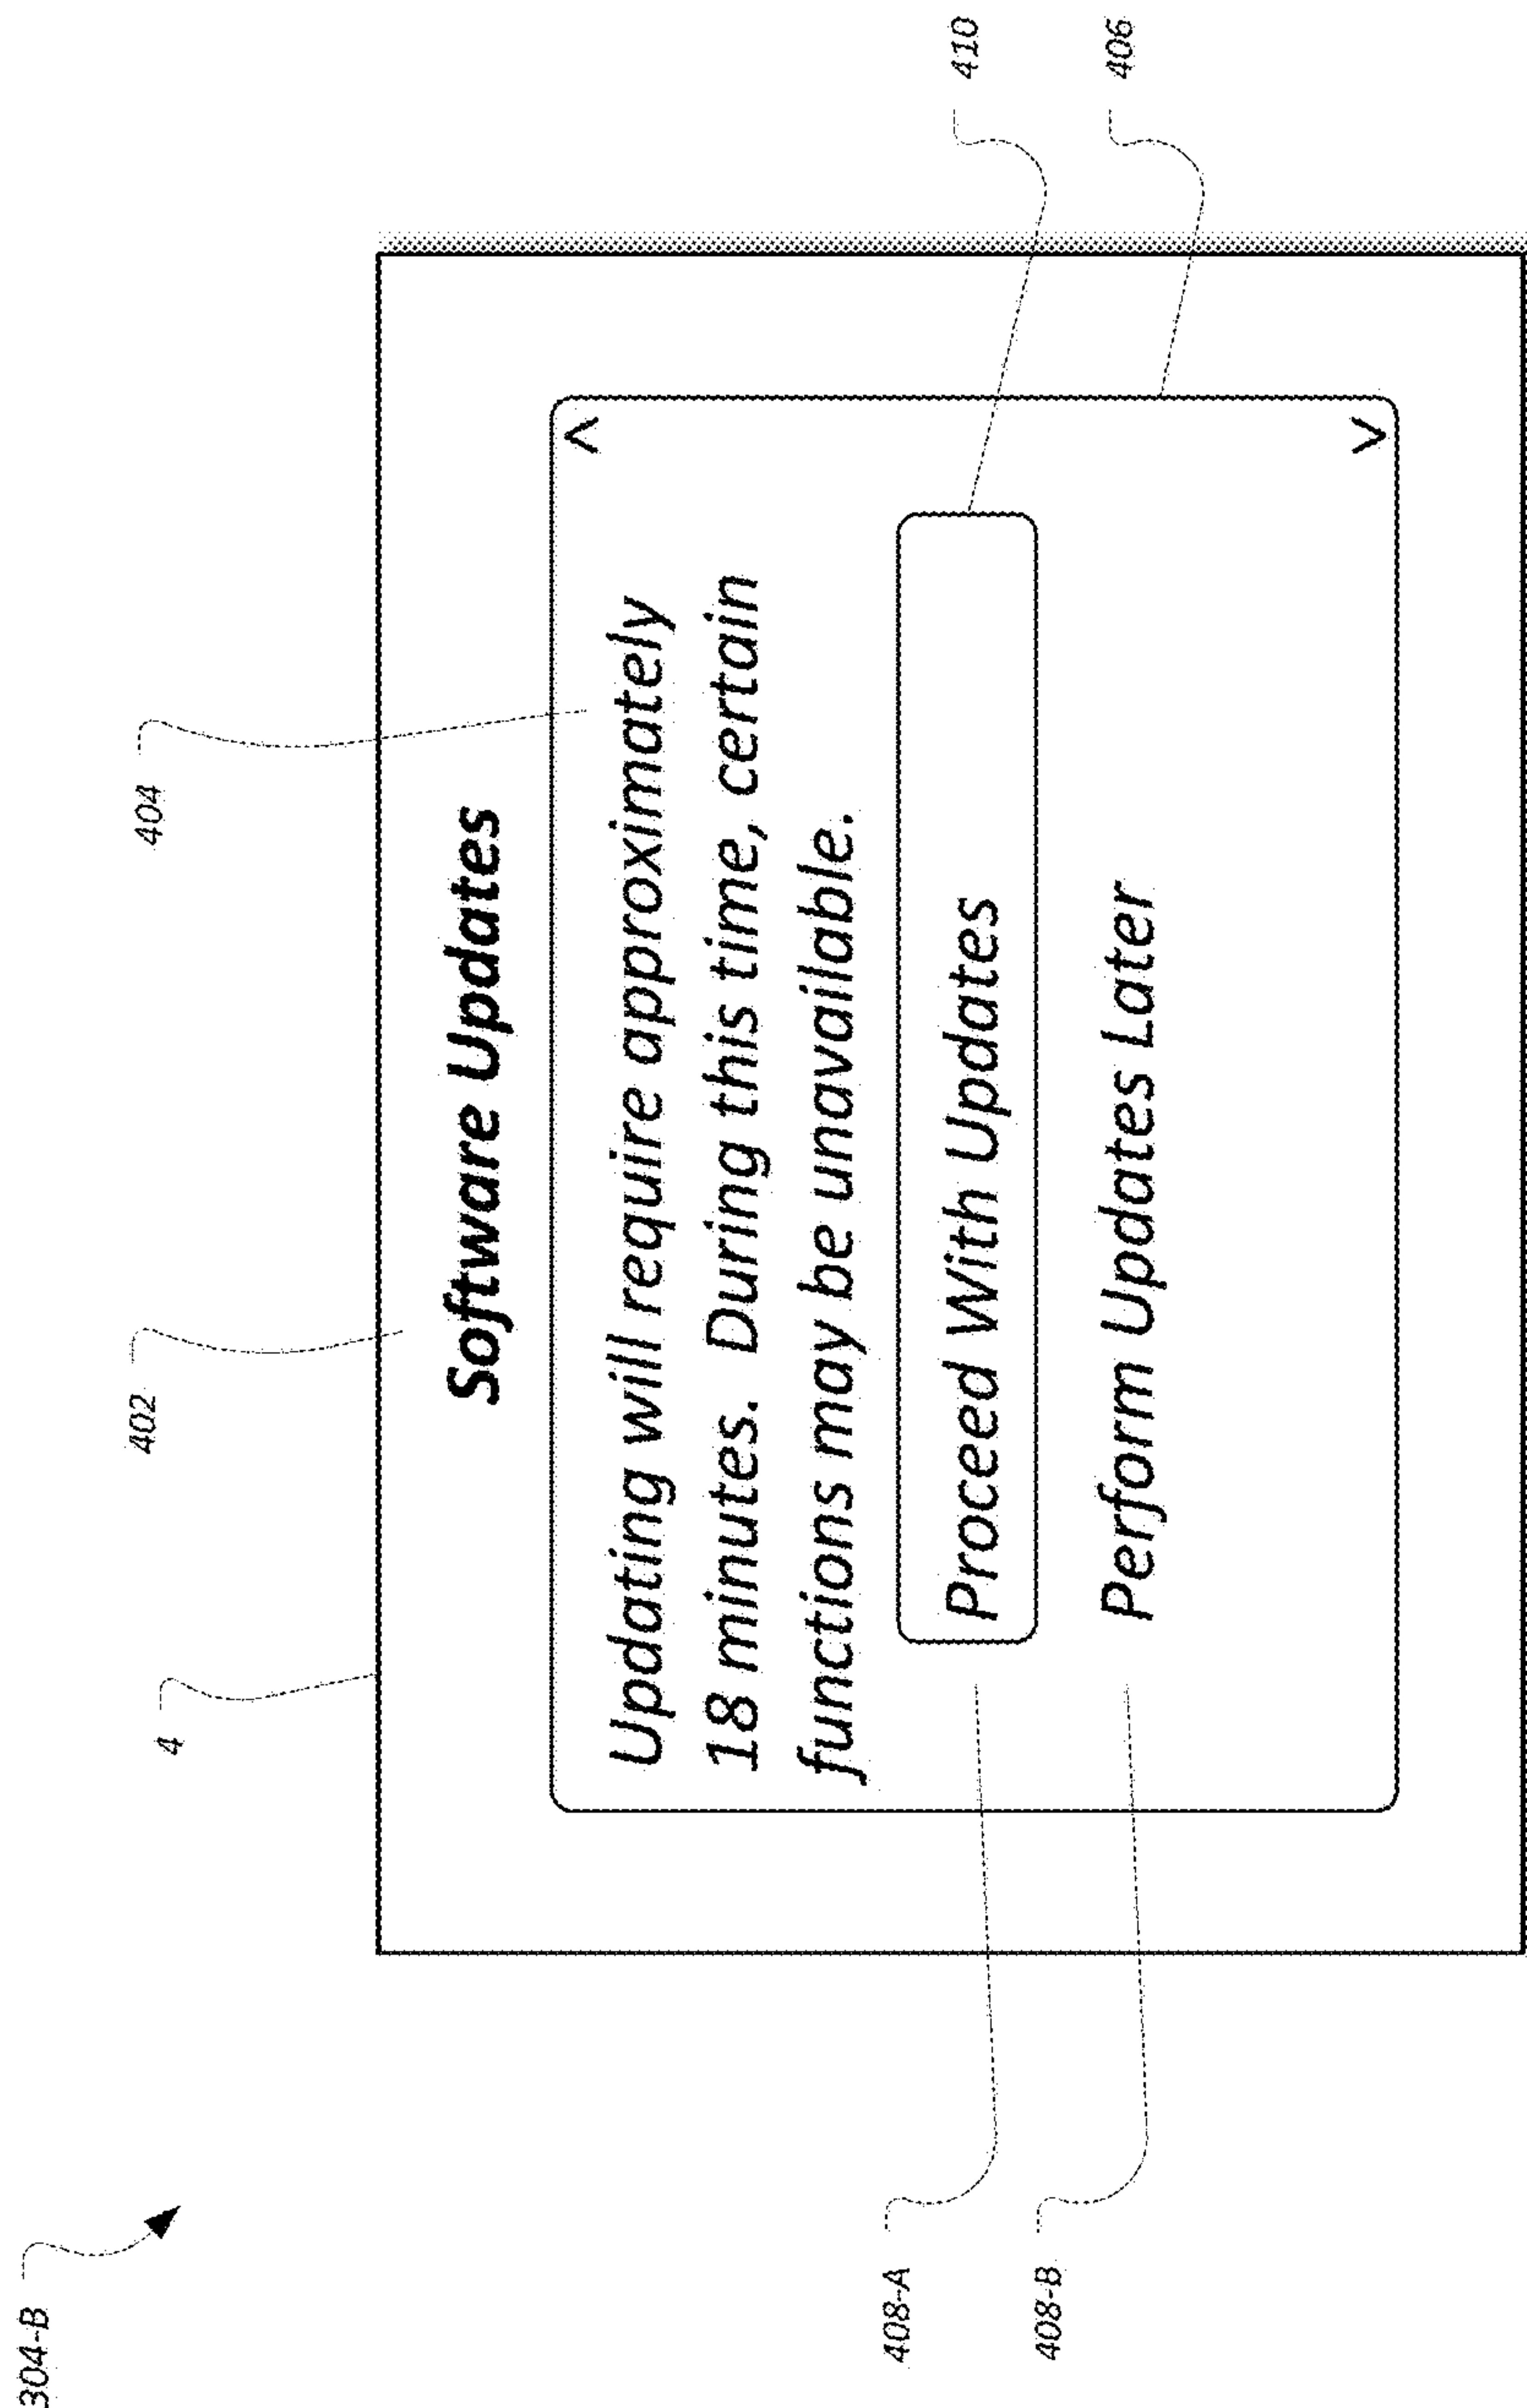 304-B
4
402
404
Software Updates
Updating will require approximately
18 minutes. During this time, certain
functions may be unavailable.
408-A
Proceed With Updates
410
408-B
Perform Updates Later
406